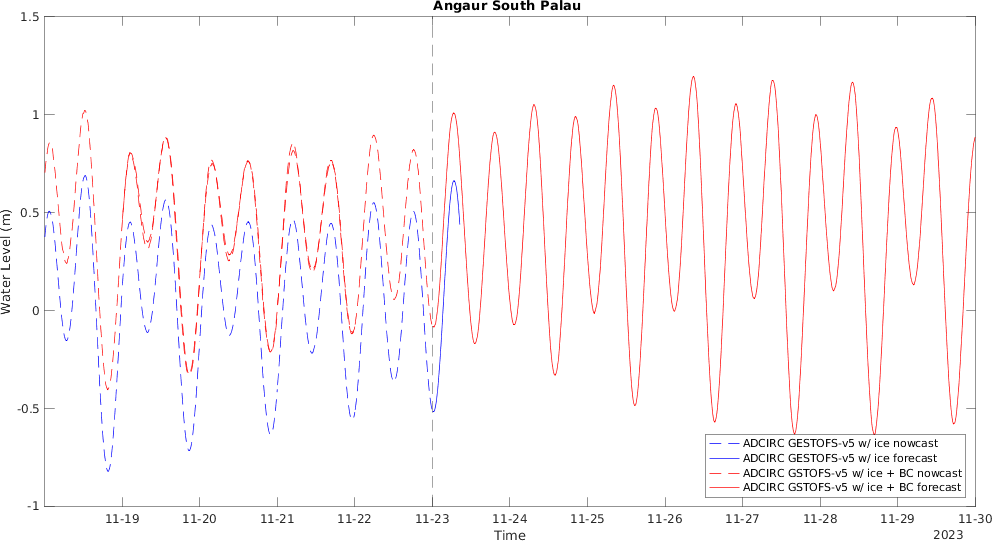 Angaur South Palau
1.5
1
0.5
0
-0.5
-1
Water Level (m)
ADCIRC GESTOFS-v5 w/ ice nowcast
ADCIRC GESTOFS-v5 w/ ice forecast
ADCIRC GSTOFS-v5 w/ ice + BC nowcast
ADCIRC GSTOFS-v5 w/ ice + BC forecast
11-19 11-20 11-21 11-22 11-23 11-24 11-25 11-26 11-27 11-28 11-29 11-30
Time
2023